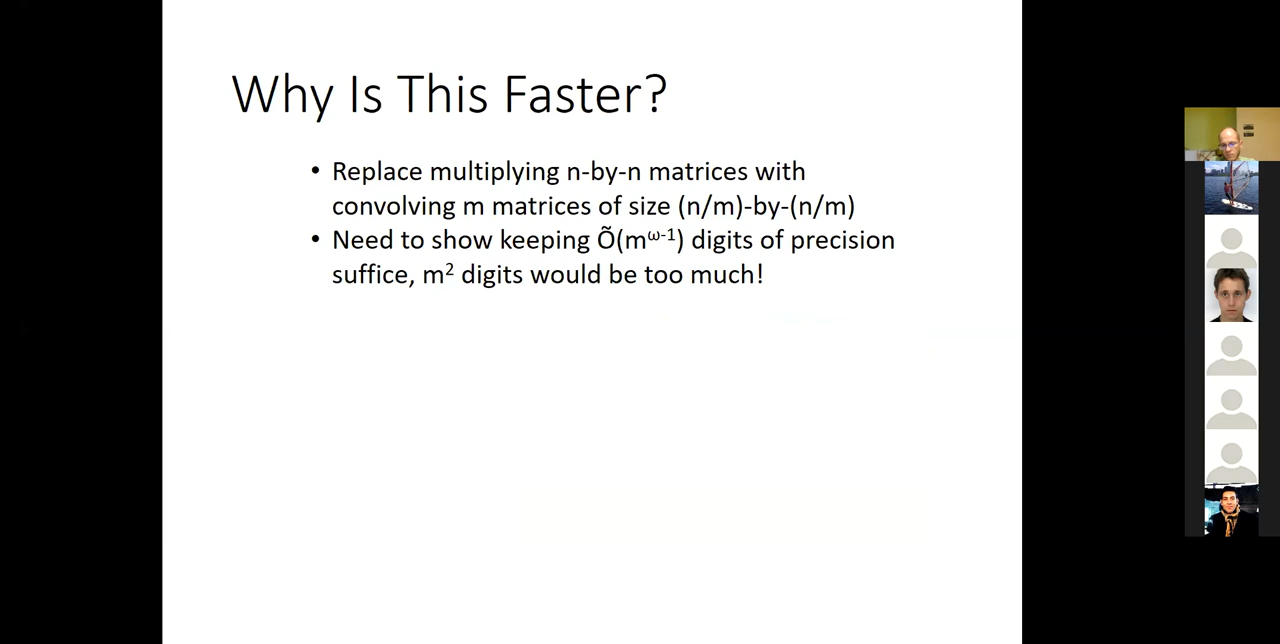 Why Is This Faster?
• Replace multiplying n-by-n matrices with
convolving m matrices of size (n/m)-by-(n/m)
• Need to show keeping Õ(m^ω-1) digits of precision
suffice, m² digits would be too much!